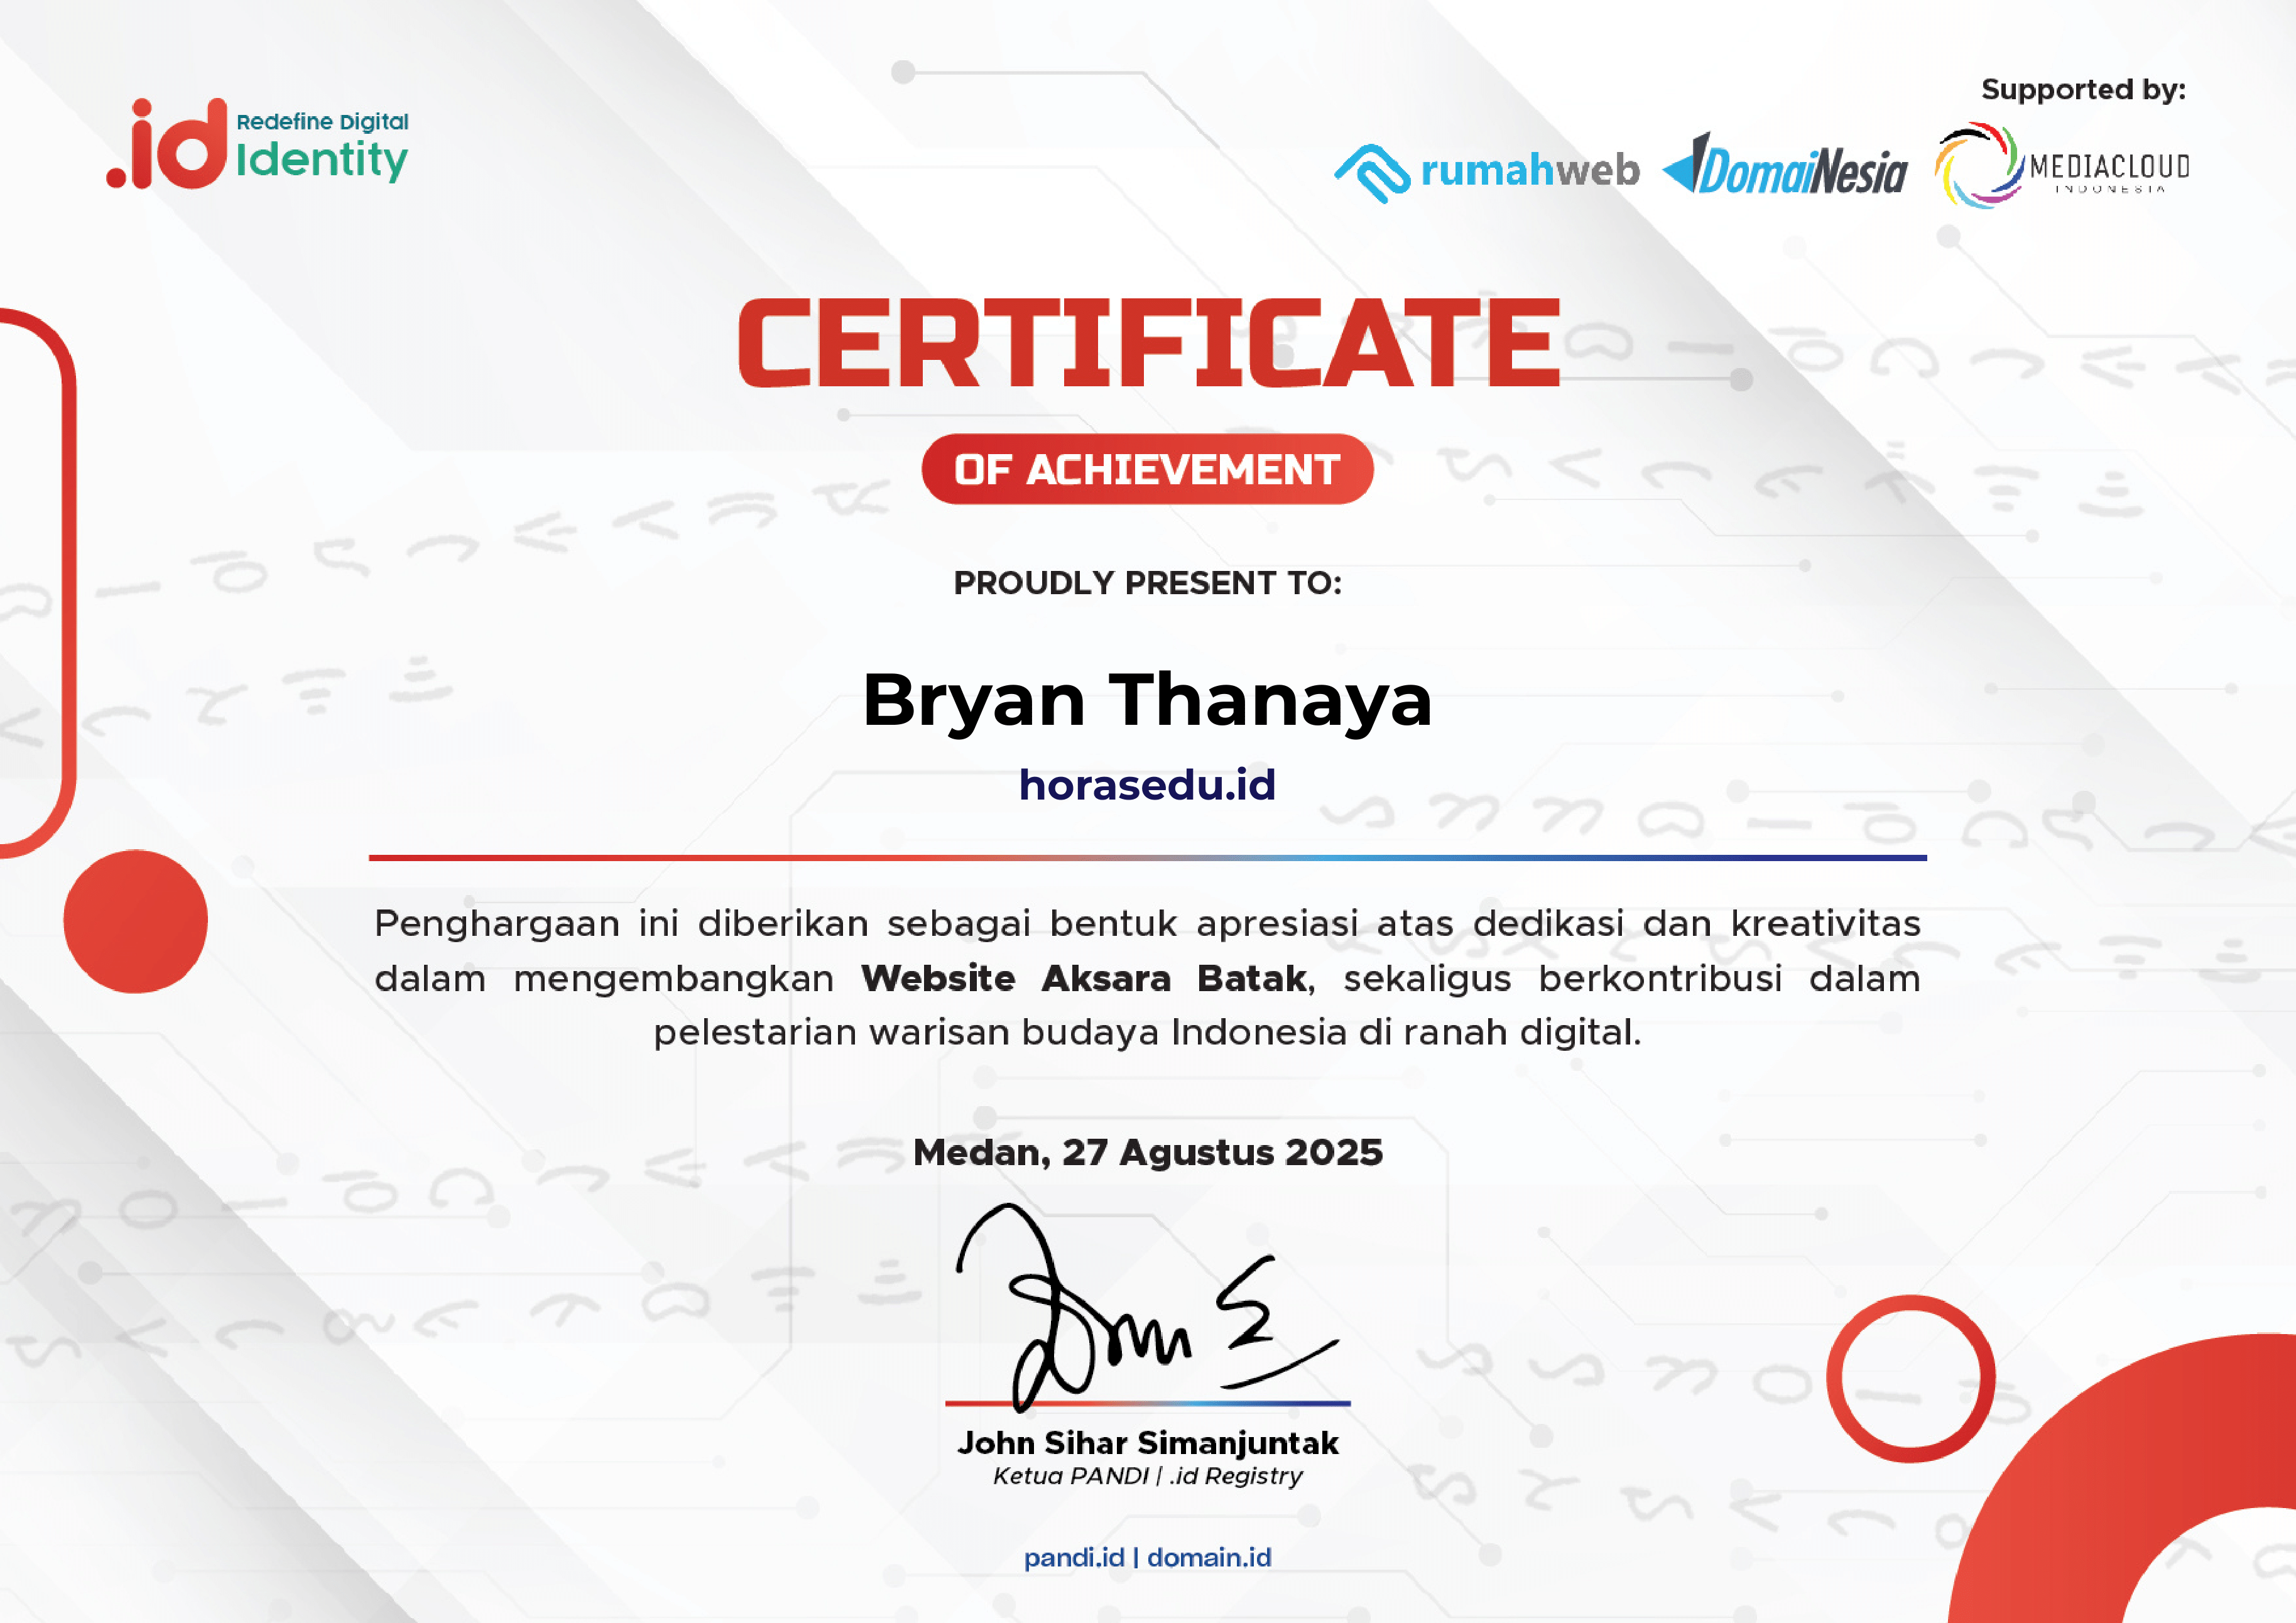 .id Redefine Digital Identity
Supported by:
rumahweb DomaiNesia MEDIACLOUD INDONESIA
CERTIFICATE
OF ACHIEVEMENT
PROUDLY PRESENT TO:
Bryan Thanaya
horasedu.id
Penghargaan ini diberikan sebagai bentuk apresiasi atas dedikasi dan kreativitas
dalam mengembangkan Website Aksara Batak, sekaligus berkontribusi dalam
pelestarian warisan budaya Indonesia di ranah digital.
Medan, 27 Agustus 2025
John Sihar Simanjuntak
Ketua PANDI | .id Registry
pandi.id | domain.id